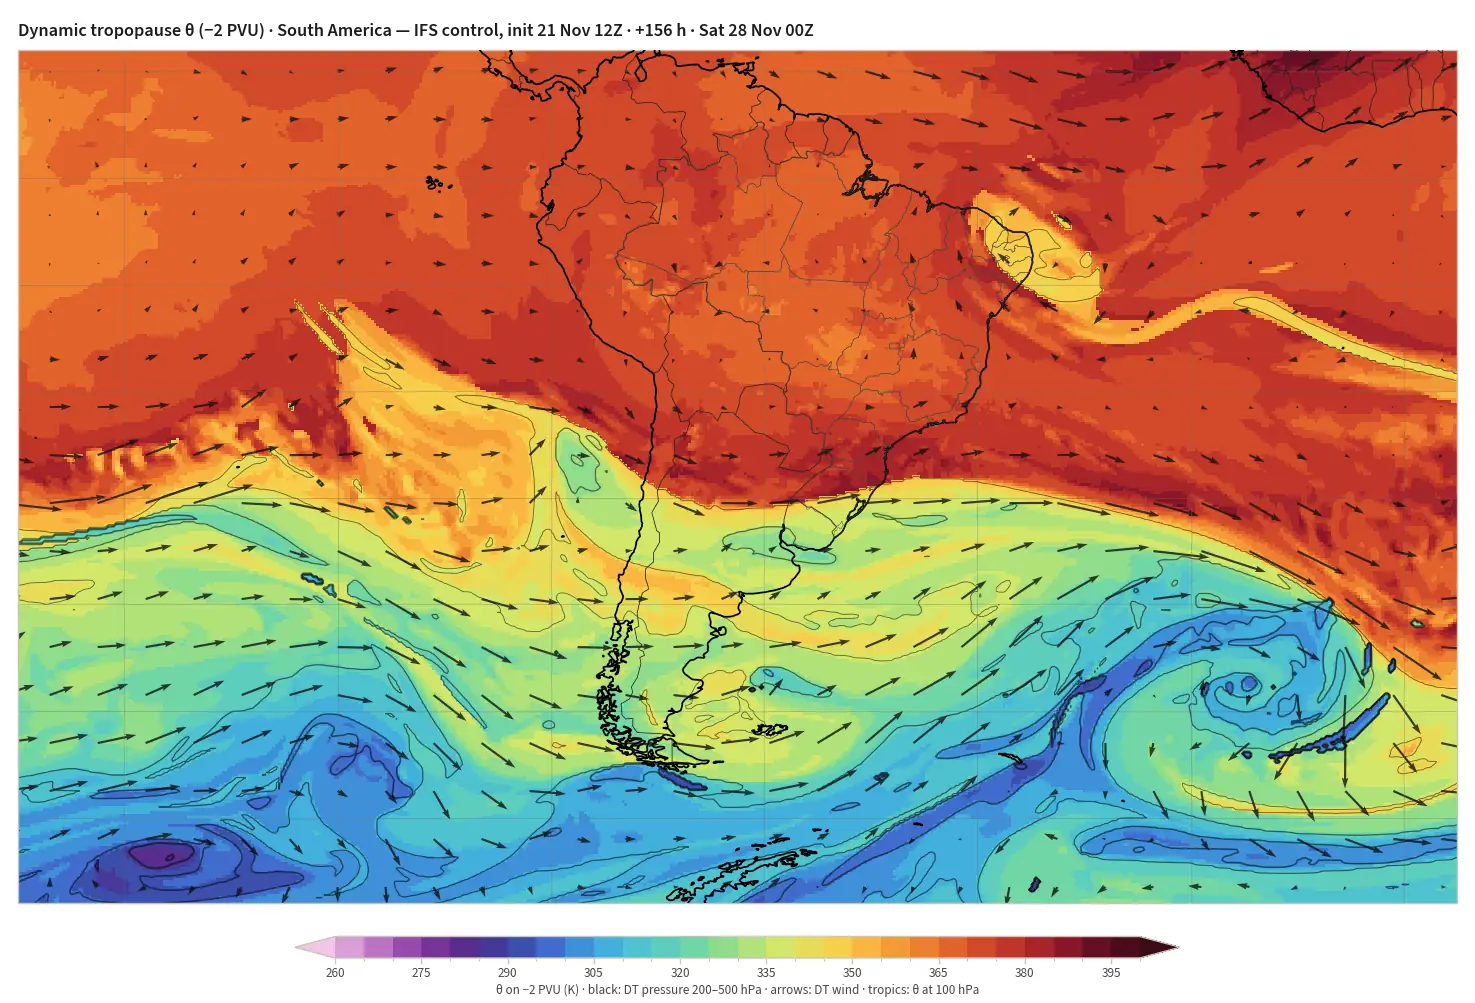 Dynamic tropopause θ (−2 PVU) · South America — IFS control, init 21 Nov 12Z · +156 h · Sat 28 Nov 00Z
260 275 290 305 320 335 350 365 380 395
θ on −2 PVU (K) · black: DT pressure 200–500 hPa · arrows: DT wind · tropics: θ at 100 hPa